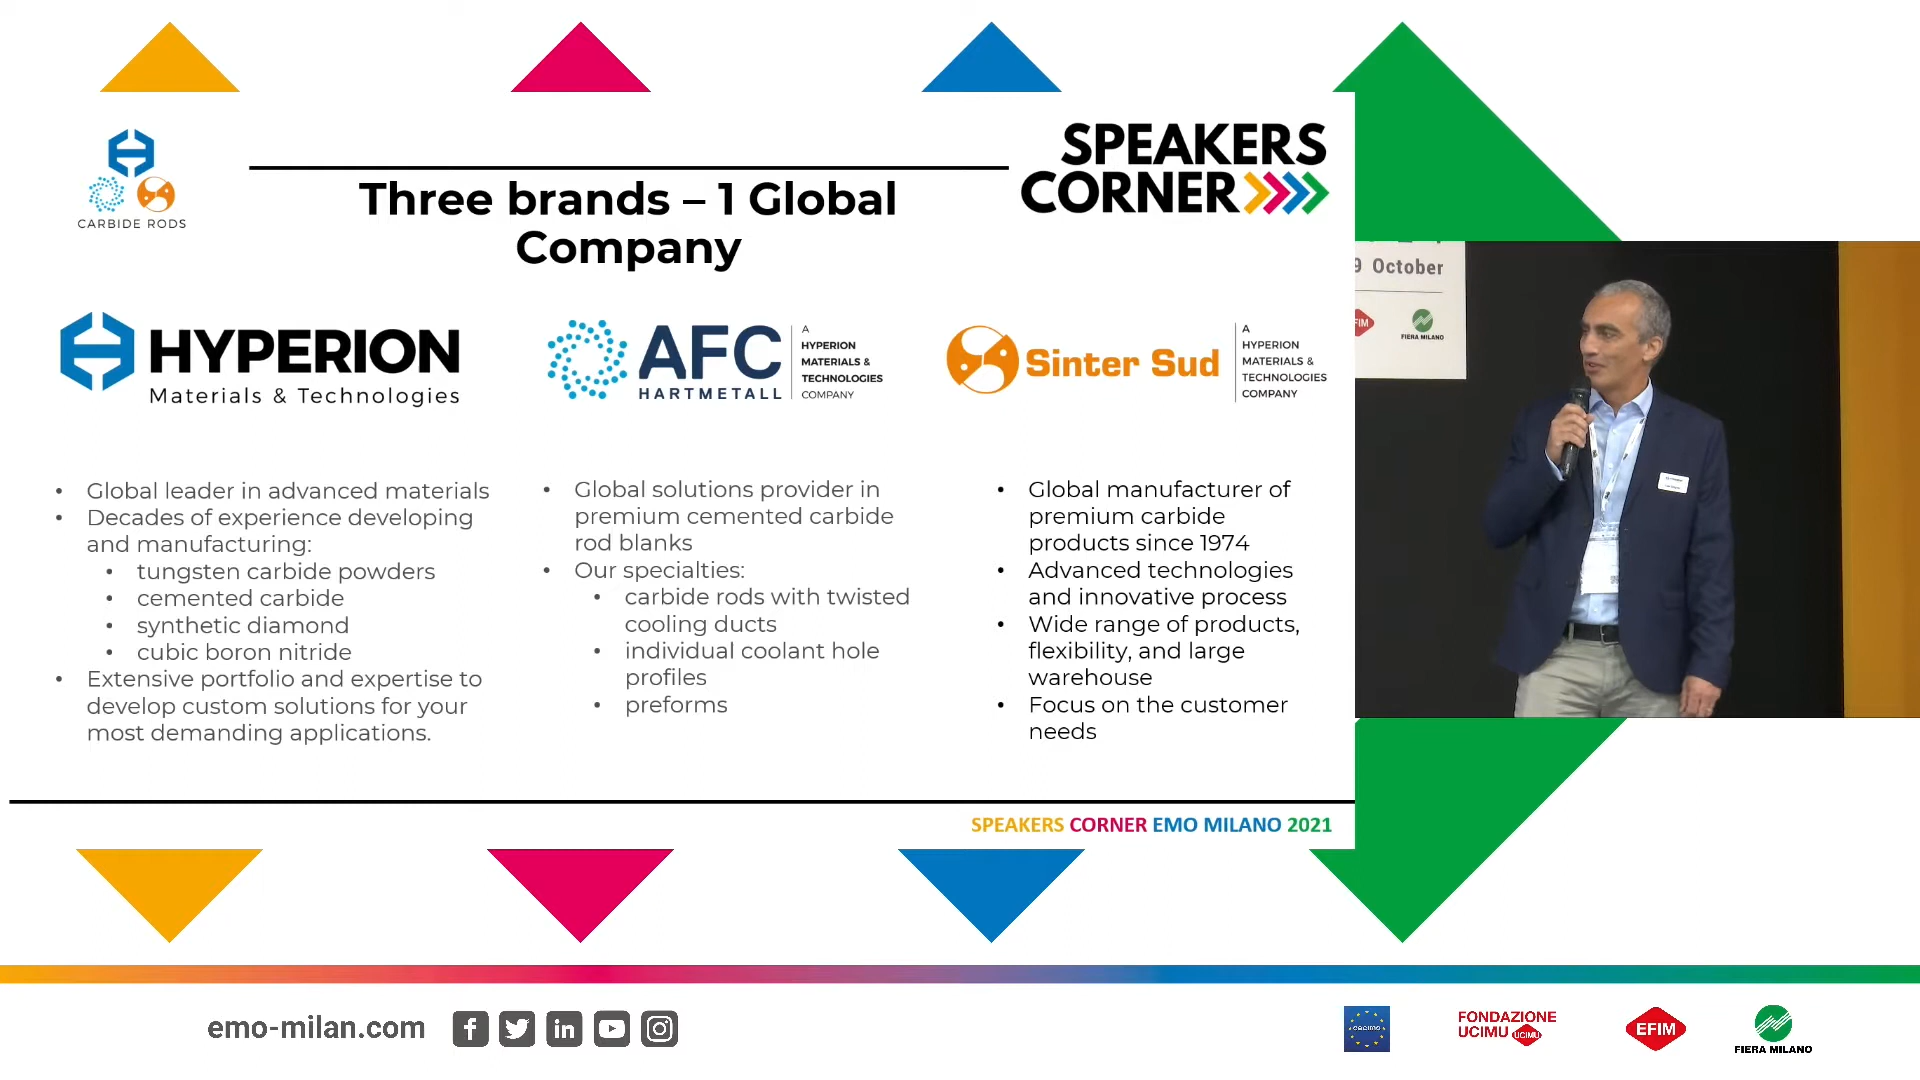 SPEAKERS
CORNER
CARBIDE RODS
Three brands – 1 Global
Company
HYPERION
Materials & Technologies
AFC
HARTMETALL
A
HYPERION
MATERIALS &
TECHNOLOGIES
COMPANY
Sinter Sud
A
HYPERION
MATERIALS &
TECHNOLOGIES
COMPANY
• Global leader in advanced materials
• Decades of experience developing
and manufacturing:
• tungsten carbide powders
• cemented carbide
• synthetic diamond
• cubic boron nitride
• Extensive portfolio and expertise to
develop custom solutions for your
most demanding applications.
• Global solutions provider in
premium cemented carbide
rod blanks
• Our specialties:
• carbide rods with twisted
cooling ducts
• individual coolant hole
profiles
• preforms
• Global manufacturer of
premium carbide
products since 1974
• Advanced technologies
and innovative process
• Wide range of products,
flexibility, and large
warehouse
• Focus on the customer
needs
SPEAKERS CORNER EMO MILANO 2021
9 October
FIM
FIERA MILANO
emo-milan.com
cecimo
FONDAZIONE
UCIMU
UCIMU
EFIM
FIERA MILANO